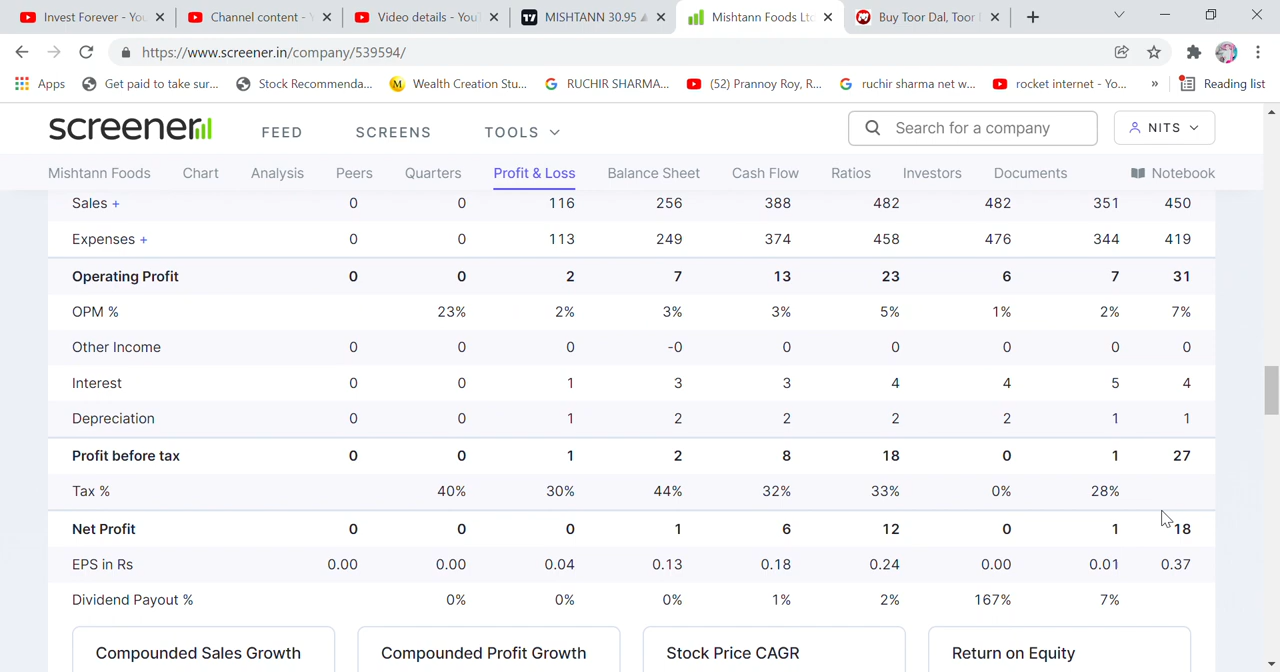 Invest Forever - You
Channel content -
Video details - You
MISHTANN 30.95
Mishtann Foods Ltd
Buy Toor Dal, Toor
https://www.screener.in/company/539594/
Apps
Get paid to take sur...
Stock Recommenda...
Wealth Creation Stu...
RUCHIR SHARMA...
(52) Prannoy Roy, R...
ruchir sharma net w...
rocket internet - Yo...
»
Reading list
screener
FEED
SCREENS
TOOLS
Search for a company
NITS
Mishtann Foods
Chart
Analysis
Peers
Quarters
Profit & Loss
Balance Sheet
Cash Flow
Ratios
Investors
Documents
Notebook
Sales + 0 0 116 256 388 482 482 351 450
Expenses + 0 0 113 249 374 458 476 344 419
Operating Profit 0 0 2 7 13 23 6 7 31
OPM % 23% 2% 3% 3% 5% 1% 2% 7%
Other Income 0 0 0 -0 0 0 0 0 0
Interest 0 0 1 3 3 4 4 5 4
Depreciation 0 0 1 2 2 2 2 1 1
Profit before tax 0 0 1 2 8 18 0 1 27
Tax % 40% 30% 44% 32% 33% 0% 28%
Net Profit 0 0 0 1 6 12 0 1 18
EPS in Rs 0.00 0.00 0.04 0.13 0.18 0.24 0.00 0.01 0.37
Dividend Payout % 0% 0% 0% 1% 2% 167% 7%
Compounded Sales Growth
Compounded Profit Growth
Stock Price CAGR
Return on Equity